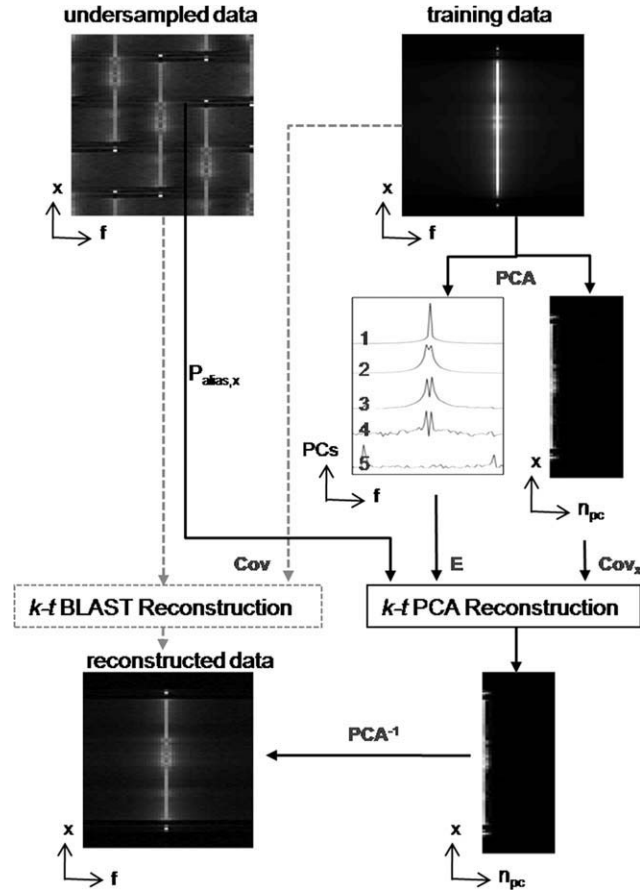 undersampled data
training data
x
f
x
f
PCA
1
2
3
4
5
P_alias,x
PCs
f
x
n_pc
Cov
E
Cov_x
k-t BLAST Reconstruction
k-t PCA Reconstruction
reconstructed data
PCA⁻¹
x
f
x
n_pc